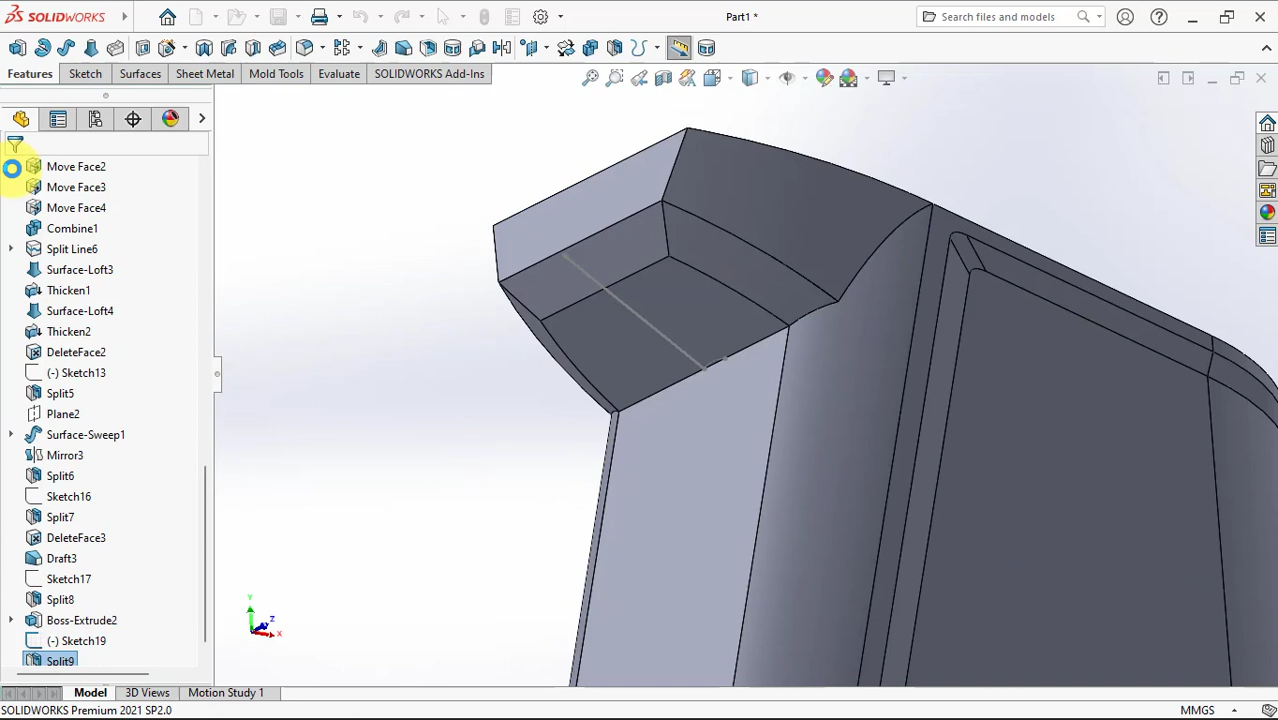 SOLIDWORKS
Part1 *
Search files and models
Features
Sketch
Surfaces
Sheet Metal
Mold Tools
Evaluate
SOLIDWORKS Add-Ins
Move Face2
Move Face3
Move Face4
Combine1
Split Line6
Surface-Loft3
Thicken1
Surface-Loft3
Thicken2
DeleteFace2
(-) Sketch13
Split5
Plane2
Surface-Sweep1
Mirror3
Split6
Sketch16
Split7
DeleteFace3
Draft3
Sketch17
Split8
Boss-Extrude2
(-) Sketch19
Split9
Y
Z
X
Model
3D Views
Motion Study 1
SOLIDWORKS Premium 2021 SP2.0
MMGS